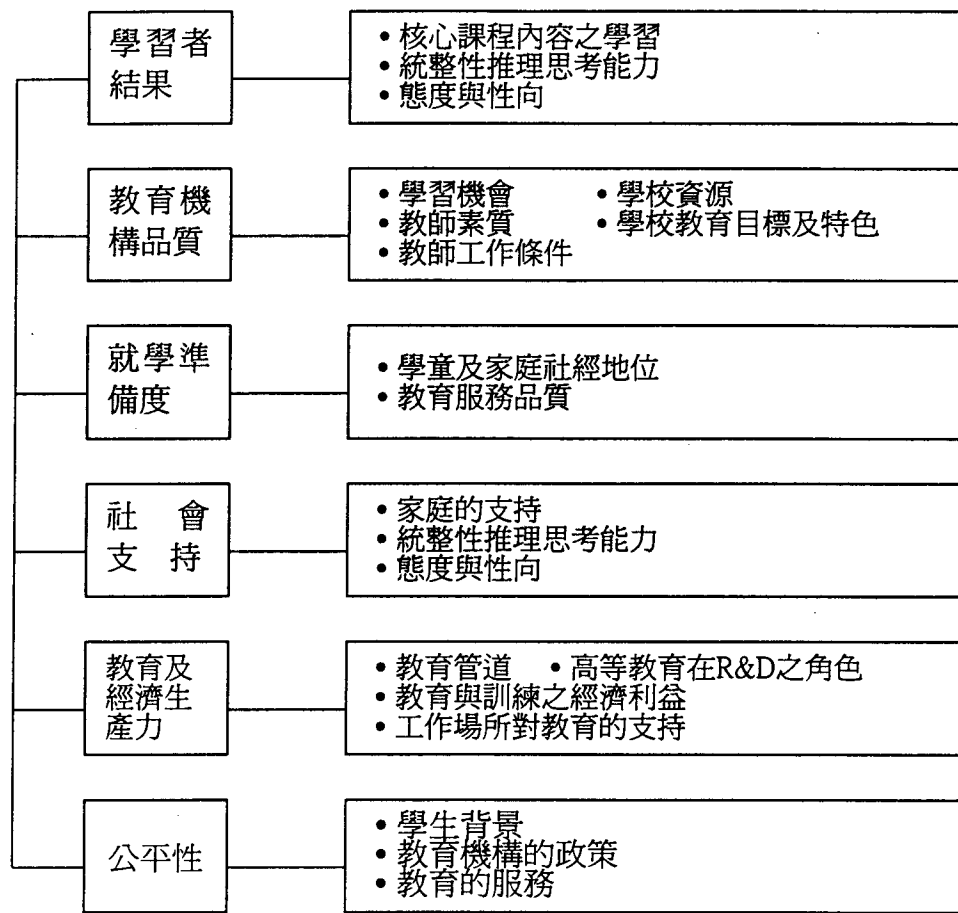 學習者
結果
• 核心課程內容之學習
• 統整性推理思考能力
• 態度與性向
教育機
構品質
• 學習機會 • 學校資源
• 教師素質 • 學校教育目標及特色
• 教師工作條件
就學準
備度
• 學童及家庭社經地位
• 教育服務品質
社 會
支 持
• 家庭的支持
• 統整性推理思考能力
• 態度與性向
教育及
經濟生
產力
• 教育管道 • 高等教育在R&D之角色
• 教育與訓練之經濟利益
• 工作場所對教育的支持
公平性
• 學生背景
• 教育機構的政策
• 教育的服務